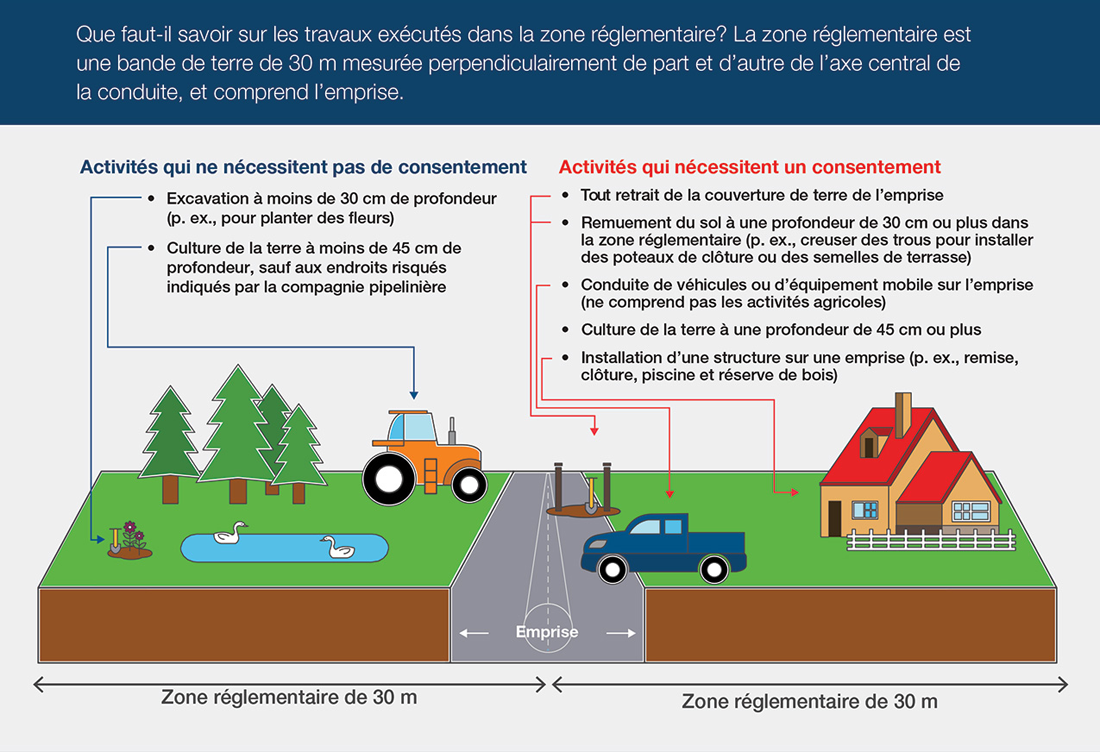 Que faut-il savoir sur les travaux exécutés dans la zone réglementaire? La zone réglementaire est
une bande de terre de 30 m mesurée perpendiculairement de part et d’autre de l’axe central de
la conduite, et comprend l’emprise.
Activités qui ne nécessitent pas de consentement
• Excavation à moins de 30 cm de profondeur
(p. ex., pour planter des fleurs)
• Culture de la terre à moins de 45 cm de
profondeur, sauf aux endroits risqués
indiqués par la compagnie pipelinière
Activités qui nécessitent un consentement
• Tout retrait de la couverture de terre de l’emprise
• Remuement du sol à une profondeur de 30 cm ou plus dans
la zone réglementaire (p. ex., creuser des trous pour installer
des poteaux de clôture ou des semelles de terrasse)
• Conduite de véhicules ou d’équipement mobile sur l’emprise
(ne comprend pas les activités agricoles)
• Culture de la terre à une profondeur de 45 cm ou plus
• Installation d’une structure sur une emprise (p. ex., remise,
clôture, piscine et réserve de bois)
Emprise
Zone réglementaire de 30 m
Zone réglementaire de 30 m